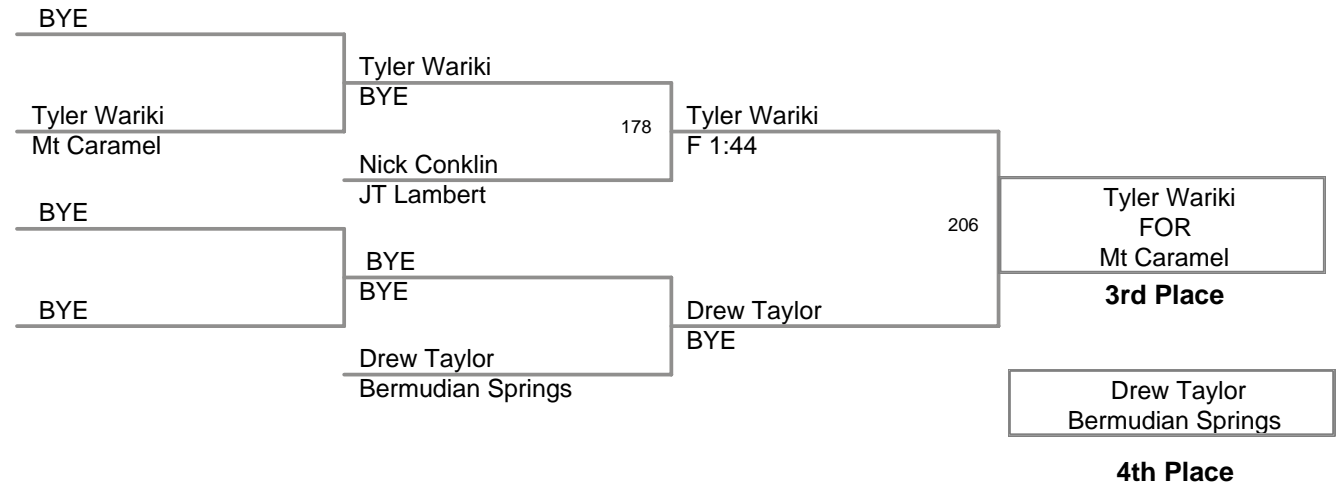 BYE
Tyler Wariki
BYE
Tyler Wariki
Mt Caramel
178
Tyler Wariki
F 1:44
Nick Conklin
JT Lambert
BYE
206
Tyler Wariki
FOR
Mt Caramel
3rd Place
BYE
BYE
BYE
Drew Taylor
BYE
Drew Taylor
Bermudian Springs
Drew Taylor
Bermudian Springs
4th Place